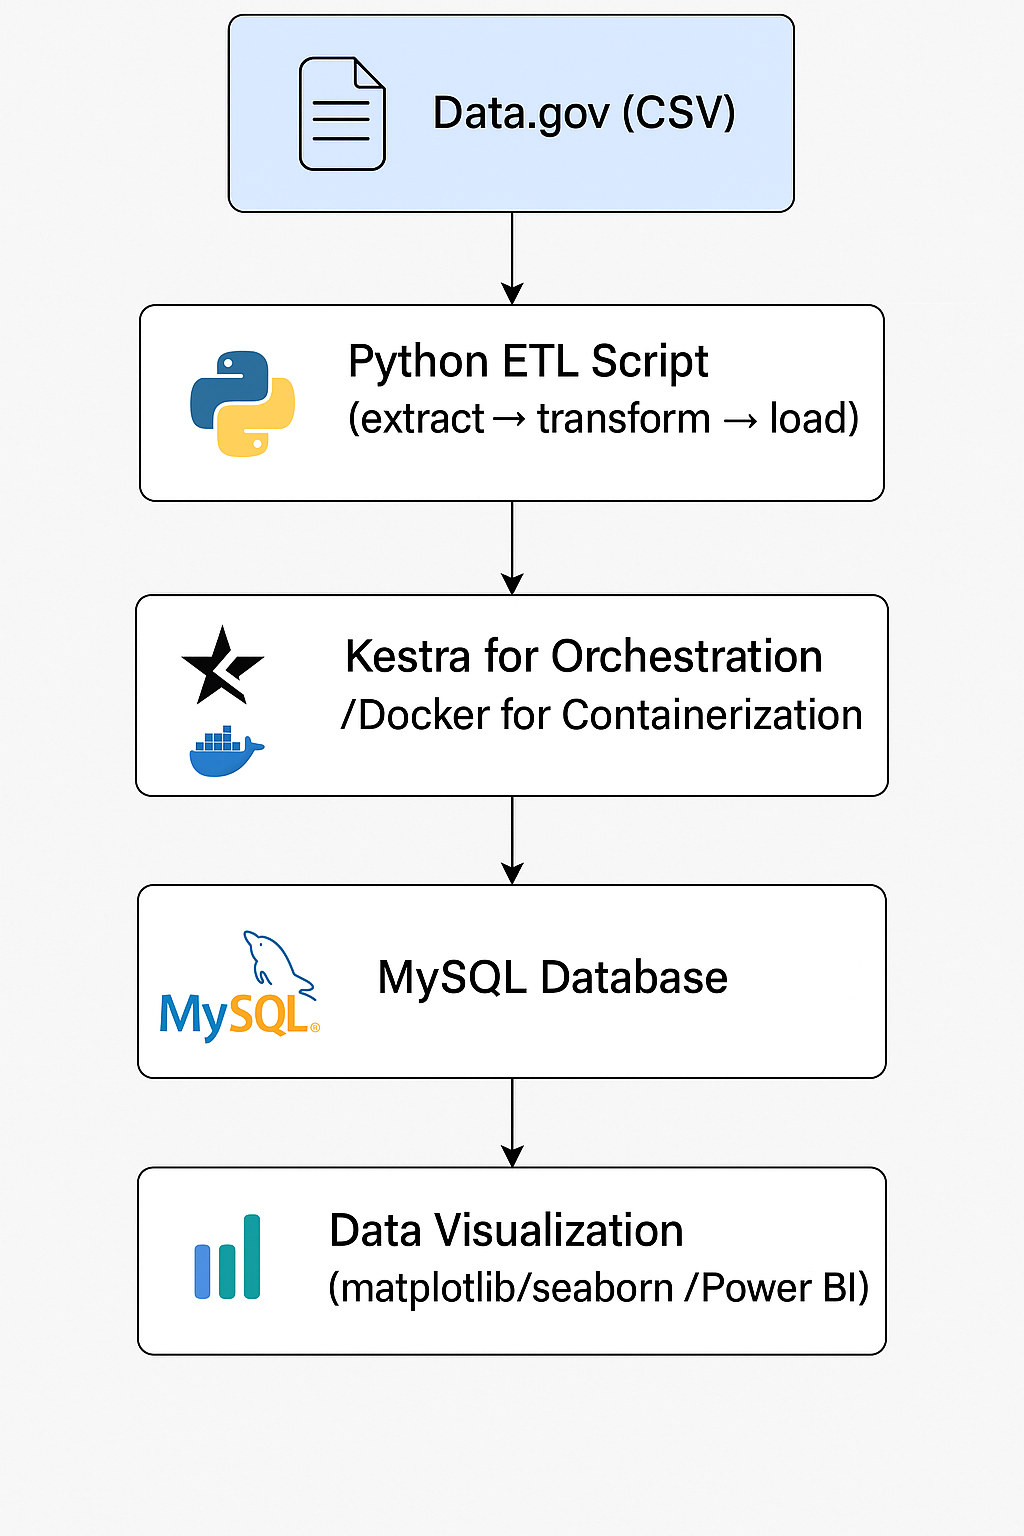 Data.gov (CSV)
Python ETL Script
(extract → transform → load)
Kestra for Orchestration
/Docker for Containerization
MySQL®
MySQL Database
Data Visualization
(matplotlib/seaborn /Power BI)